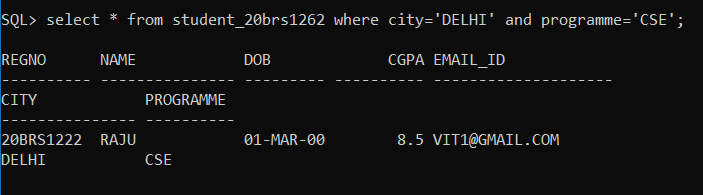 SQL> select * from student_20brs1262 where city='DELHI' and programme='CSE';
REGNO NAME DOB CGPA EMAIL_ID
---------- --------------- --------- ---------- --------------------
CITY PROGRAMME
--------------- ----------
20BRS1222 RAJU 01-MAR-00 8.5 VIT1@GMAIL.COM
DELHI CSE